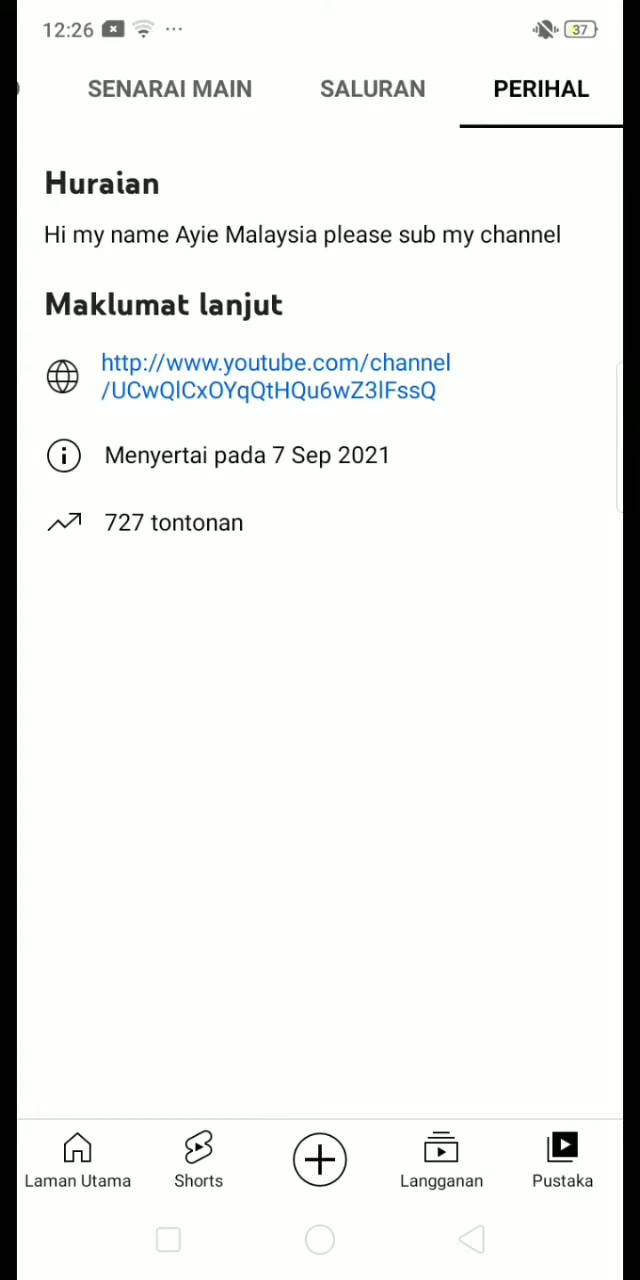 12:26
37
SENARAI MAIN SALURAN PERIHAL
Huraian
Hi my name Ayie Malaysia please sub my channel
Maklumat lanjut
http://www.youtube.com/channel
/UCwQlCxOYqQtHQu6wZ3lFssQ
Menyertai pada 7 Sep 2021
727 tontonan
Laman Utama Shorts Langganan Pustaka